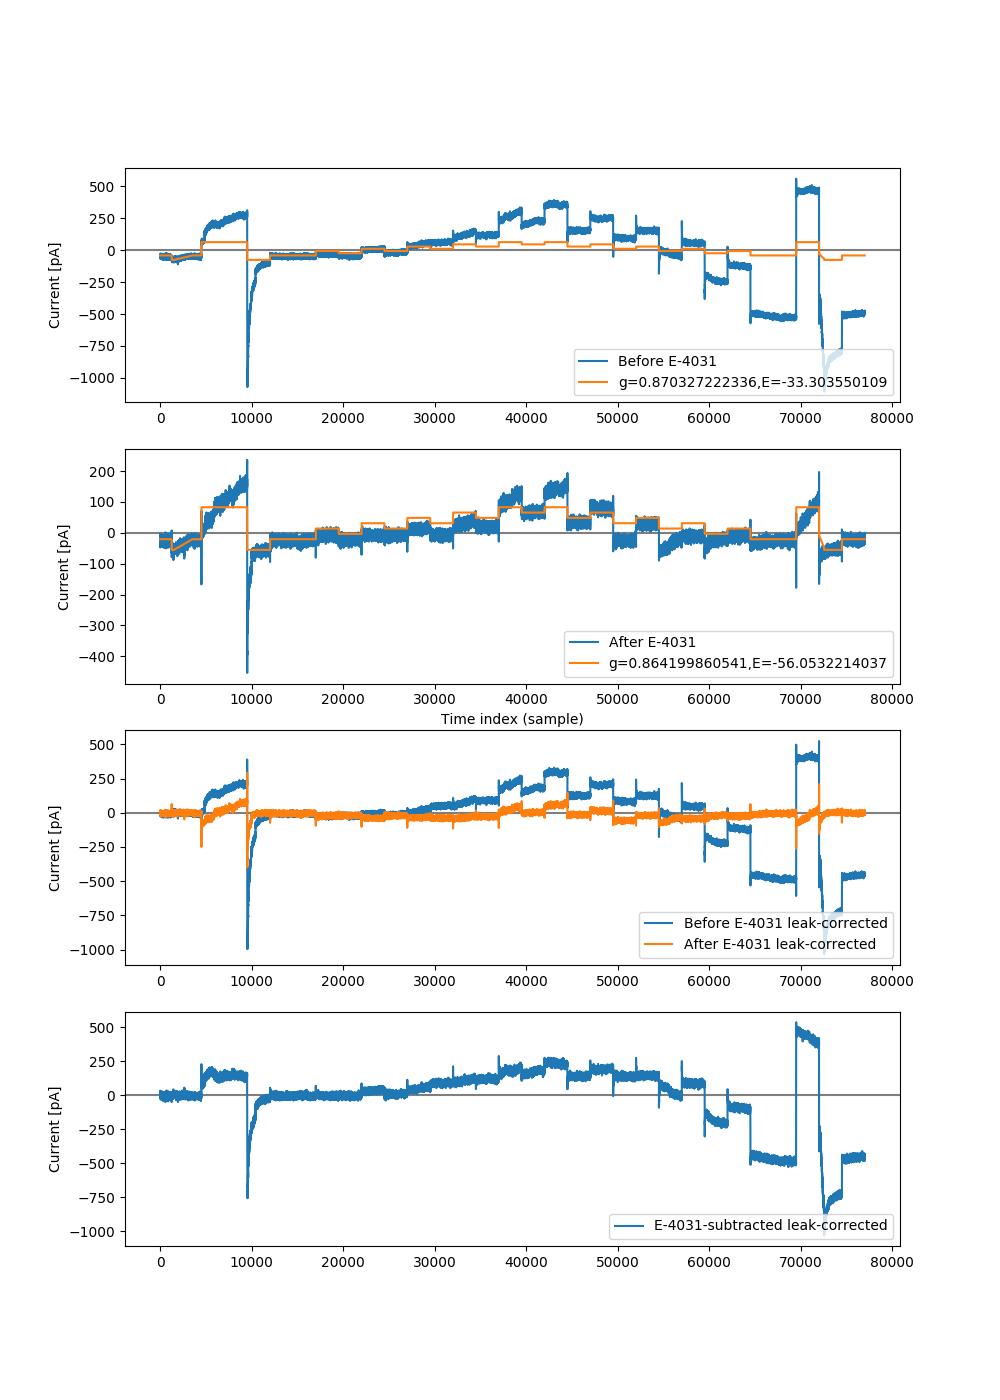 500
250
0
−250
−500
−750
−1000
Current [pA]
Before E-4031
g=0.870327222336,E=-33.303550109
0 10000 20000 30000 40000 50000 60000 70000 80000
200
100
0
−100
−200
−300
−400
Current [pA]
After E-4031
g=0.864199860541,E=-56.0532214037
0 10000 20000 30000 40000 50000 60000 70000 80000
Time index (sample)
500
250
0
−250
−500
−750
−1000
Current [pA]
Before E-4031 leak-corrected
After E-4031 leak-corrected
0 10000 20000 30000 40000 50000 60000 70000 80000
500
250
0
−250
−500
−750
−1000
Current [pA]
E-4031-subtracted leak-corrected
0 10000 20000 30000 40000 50000 60000 70000 80000